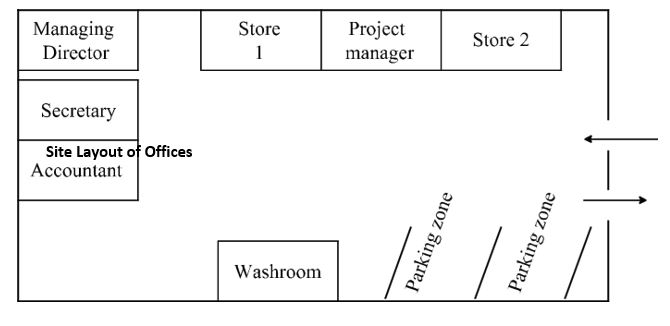 Managing
Director
Store
1
Project
manager
Store 2
Secretary
Site Layout of Offices
Accountant
Washroom
Parking zone
Parking zone